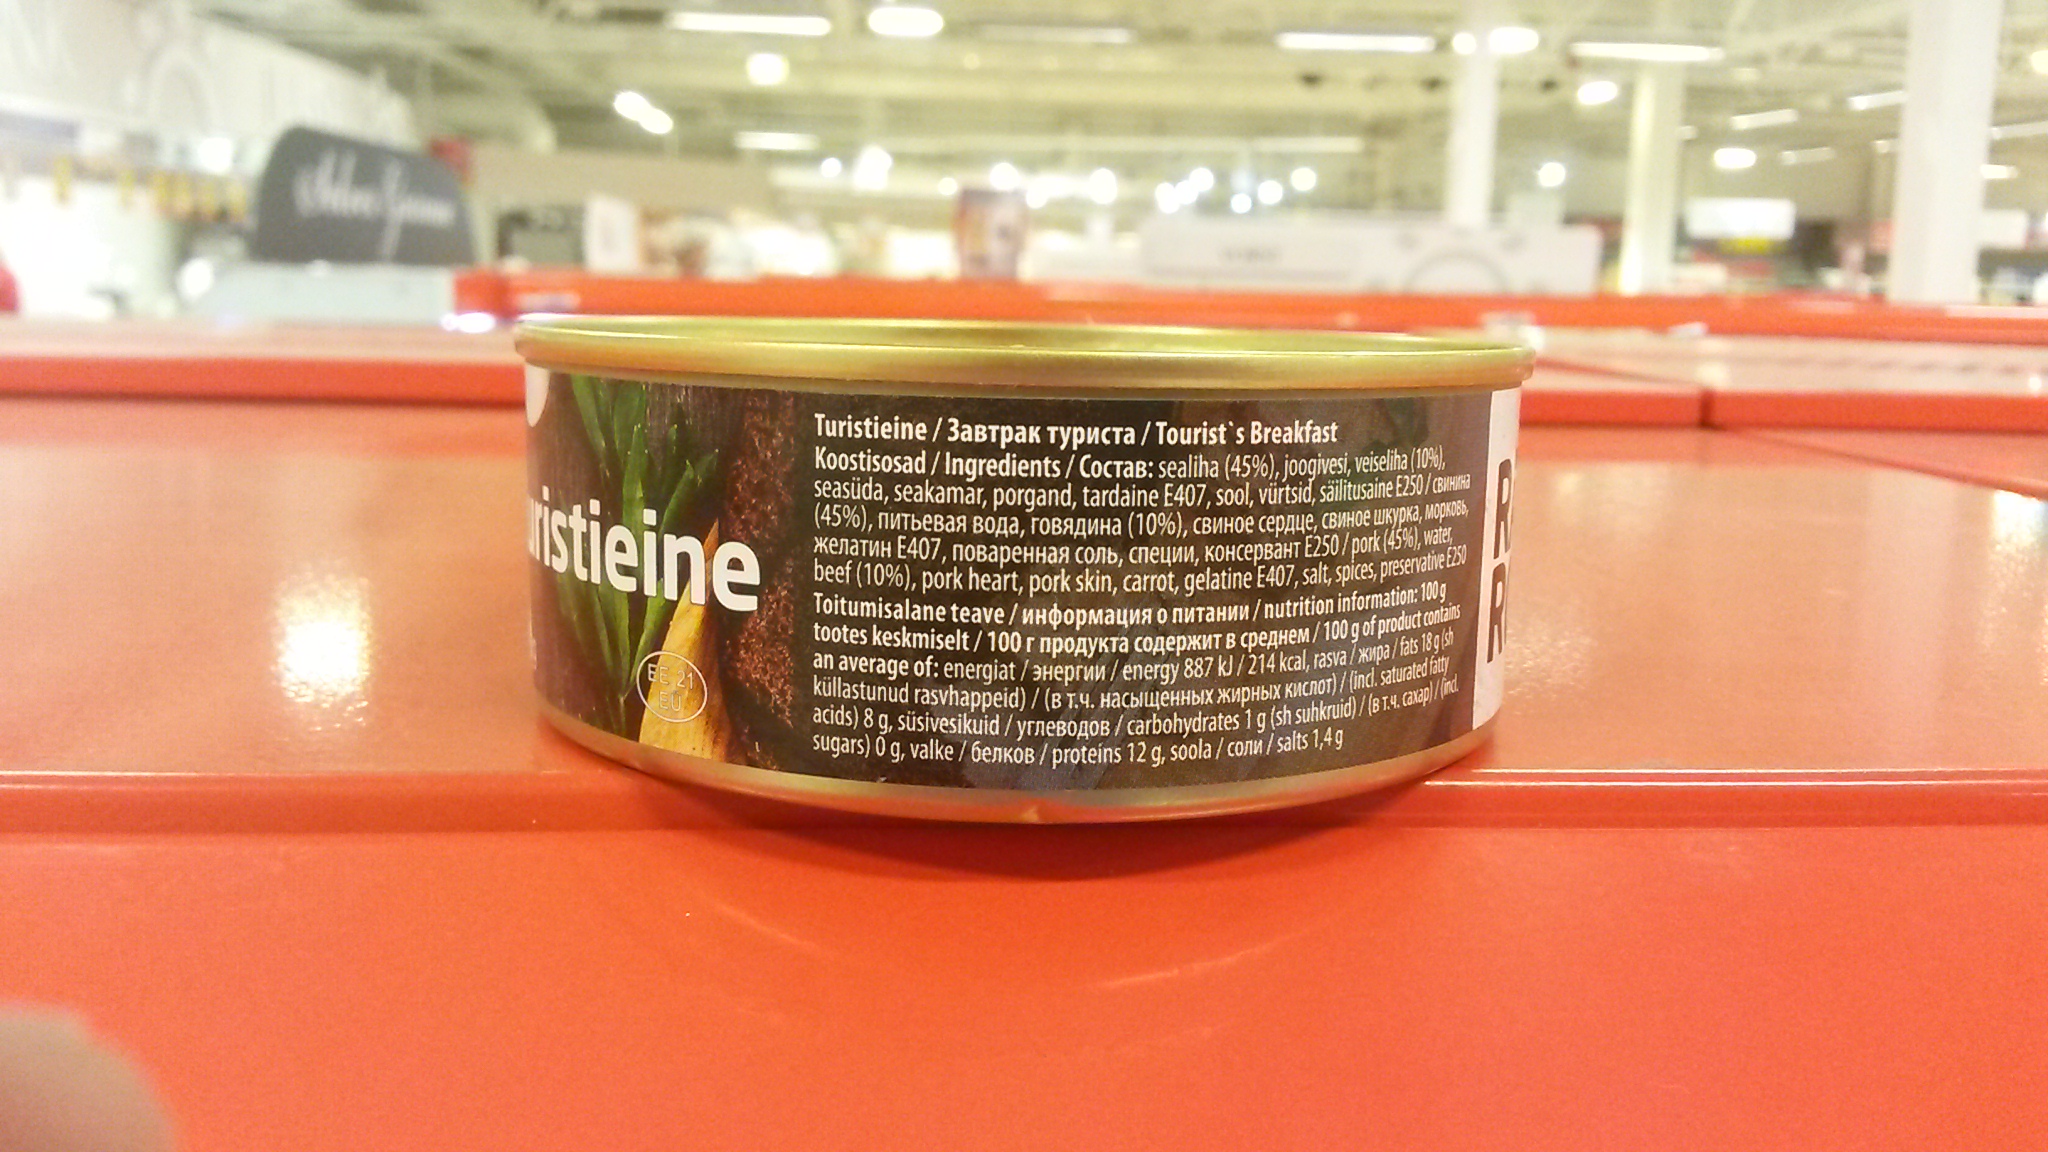 ristieine
EE 21
EU
Turistieine / Завтрак туриста / Tourist`s Breakfast
Koostisosad / Ingredients / Состав: sealiha (45%), joogivesi, veiseliha (10%),
seasüda, seakamar, porgand, tardaine E407, sool, vürtsid, säilitusaine E250 / свинина
(45%), питьевая вода, говядина (10%), свиное сердце, свиное шкурка, морковь,
желатин E407, поваренная соль, специи, консервант E250 / pork (45%), water,
beef (10%), pork heart, pork skin, carrot, gelatine E407, salt, spices, preservative E250
Toitumisalane teave / информация о питании / nutrition information: 100 g
tootes keskmiselt / 100 г продукта содержит в среднем / 100 g of product contains
an average of: energiat / энергии / energy 887 kJ / 214 kcal, rasva / жира / fats 18 g (sh
küllastunud rasvhappeid) / (в т.ч. насыщенных жирных кислот) / (incl. saturated fatty
acids) 8 g, süsivesikuid / углеводов / carbohydrates 1 g (sh suhkruid) / (в т.ч. сахар) / (incl.
sugars) 0 g, valke / белков / proteins 12 g, soola / соли / salts 1,4 g